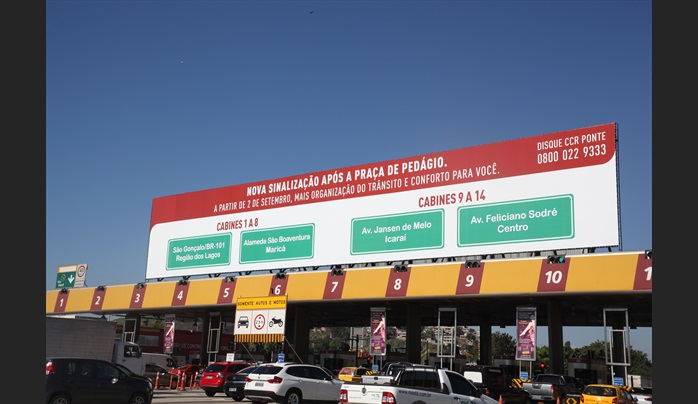 NOVA SINALIZAÇÃO APÓS A PRAÇA DE PEDÁGIO.
A PARTIR DE 2 DE SETEMBRO, MAIS ORGANIZAÇÃO DO TRÂNSITO E CONFORTO PARA VOCÊ.
DISQUE CCR PONTE
0800 022 9333
CABINES 1 A 8
CABINES 9 A 14
São Gonçalo/BR-101
Região dos Lagos
Alameda São Boaventura
Maricá
Av. Jansen de Melo
Icaraí
Av. Feliciano Sodré
Centro
1 2 3 4 5 6 7 8 9 10 1
SOMENTE AUTOS E MOTOS